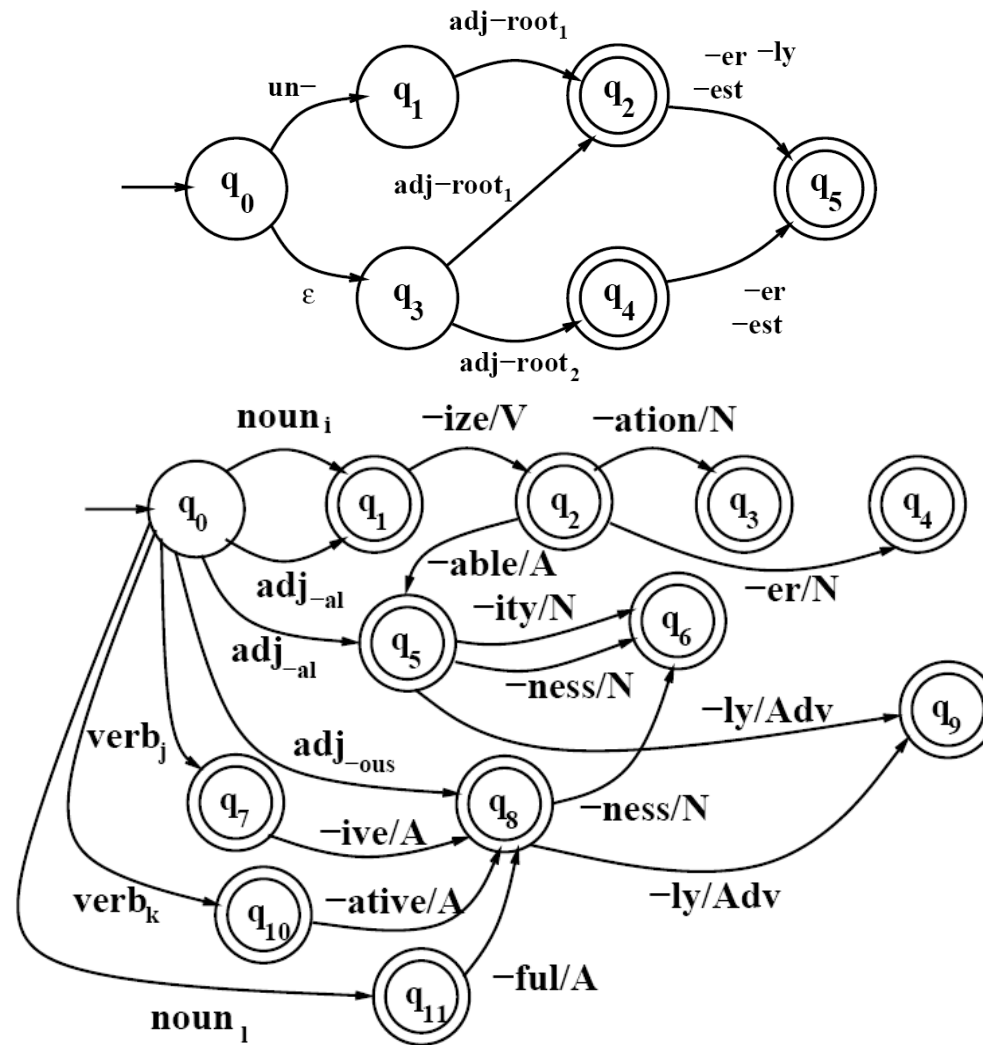 adj−root₁
un−
q₁
q₂
−er −ly
−est
q₀
adj−root₁
q₅
ε
q₃
q₄
−er
−est
adj−root₂
nounᵢ
−ize/V
−ation/N
q₀
q₁
q₂
q₃
q₄
adj₋ₐₗ
−able/A
−er/N
adj₋ₐₗ
q₅
−ity/N
q₆
−ness/N
−ly/Adv
q₉
verbⱼ
adj₋ₒᵤₛ
q₇
−ive/A
q₈
−ness/N
verbₖ
q₁₀
−ative/A
−ly/Adv
nounₗ
q₁₁
−ful/A